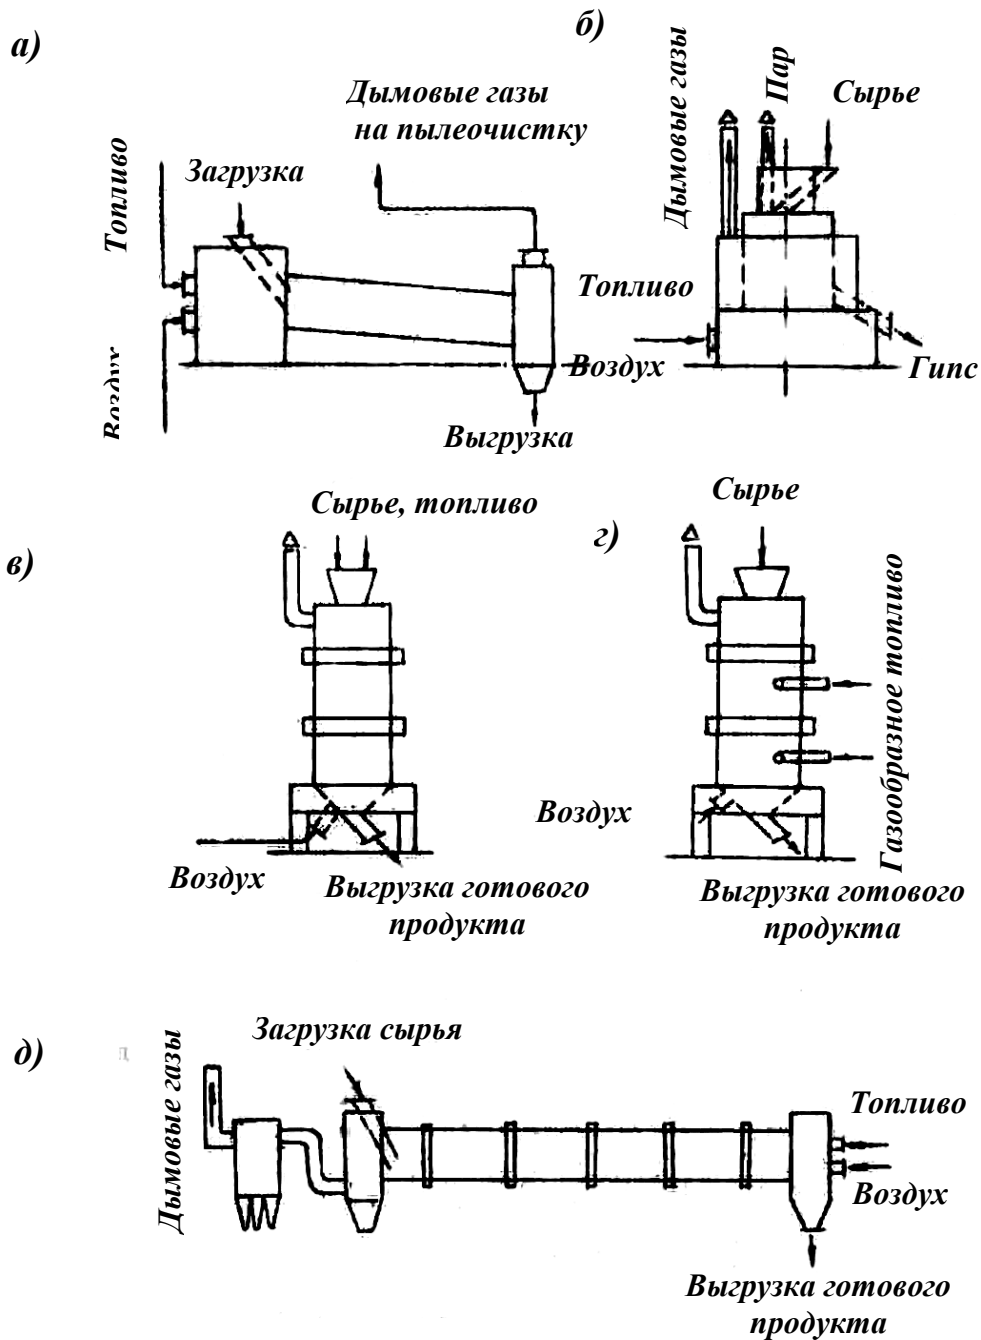 а)
Топливо
Загрузка
Дымовые газы
на пылеочистку
Воздух
Выгрузка
б)
Дымовые газы
Пар
Сырье
Топливо
Воздух
Гипс
в)
Сырье, топливо
Воздух
Выгрузка готового
продукта
г)
Сырье
Газообразное топливо
Воздух
Выгрузка готового
продукта
д)
Дымовые газы
Загрузка сырья
Топливо
Воздух
Выгрузка готового
продукта